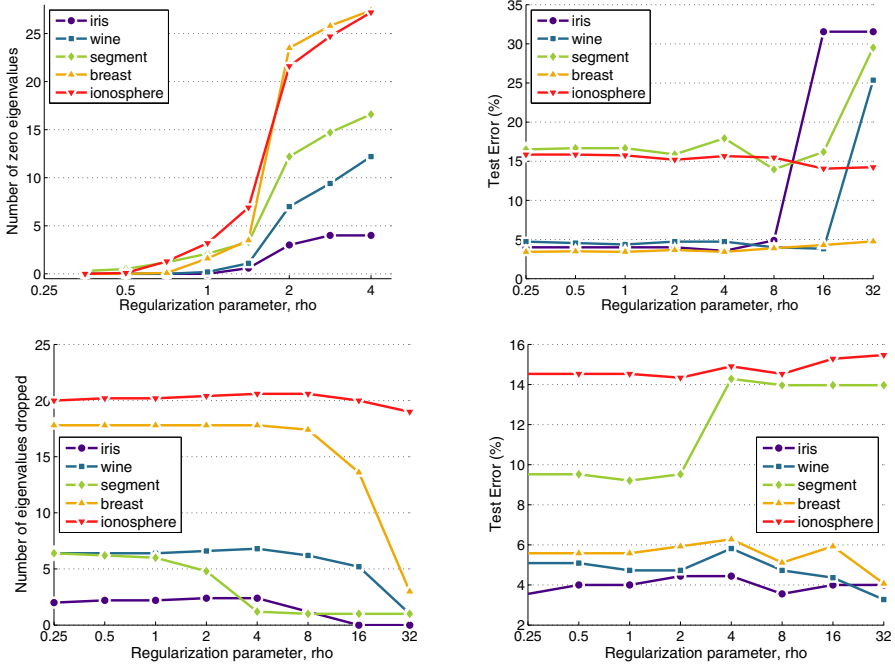 Number of zero eigenvalues
25
20
15
10
5
0
iris
wine
segment
breast
ionosphere
0.25
0.5
1
2
4
Regularization parameter, rho
Test Error (%)
35
30
25
20
15
10
5
0
iris
wine
segment
breast
ionosphere
0.25
0.5
1
2
4
8
16
32
Regularization parameter, rho
Number of eigenvalues dropped
25
20
15
10
5
0
iris
wine
segment
breast
ionosphere
0.25
0.5
1
2
4
8
16
32
Regularization parameter, rho
Test Error (%)
16
14
12
10
8
6
4
2
iris
wine
segment
breast
ionosphere
0.25
0.5
1
2
4
8
16
32
Regularization parameter, rho